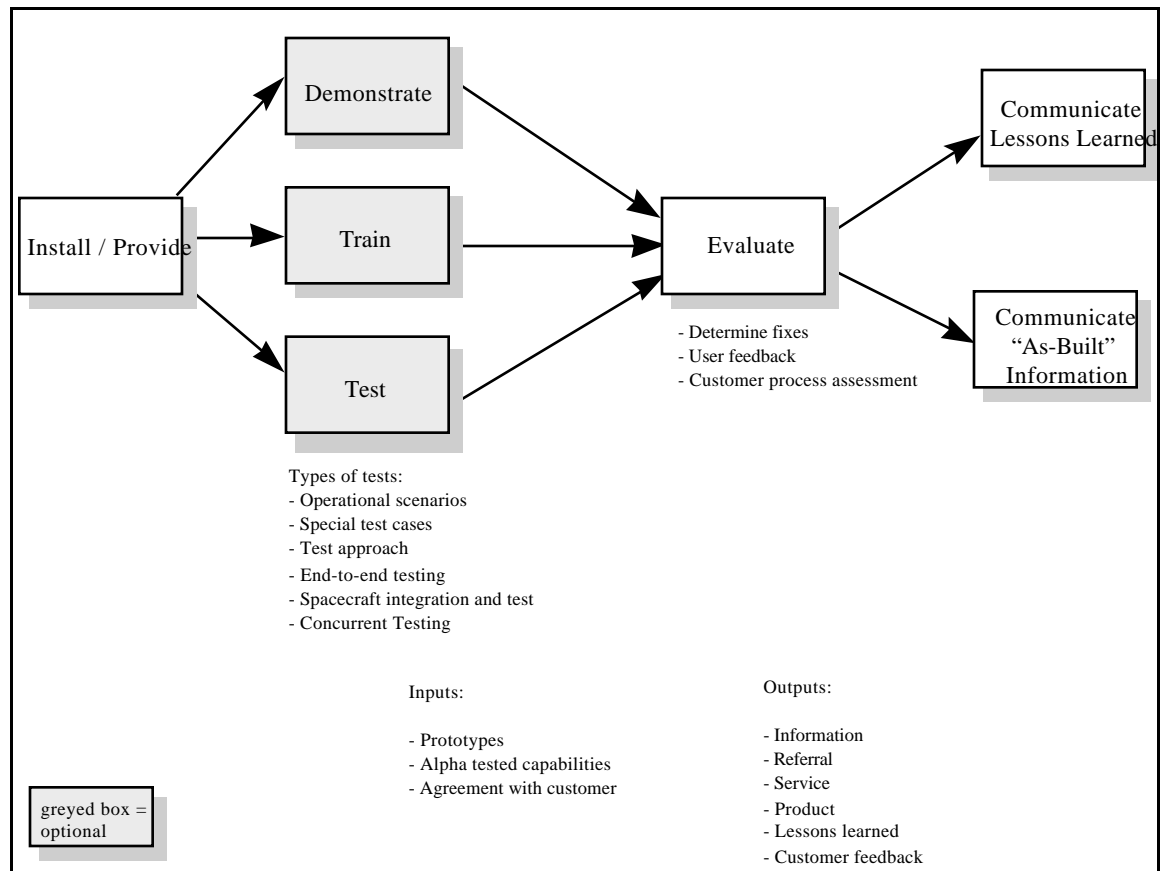 Demonstrate
Communicate
Lessons Learned
Install / Provide
Train
Evaluate
Communicate
“As-Built”
Information
- Determine fixes
- User feedback
- Customer process assessment
Test
Types of tests:
- Operational scenarios
- Special test cases
- Test approach
- End-to-end testing
- Spacecraft integration and test
- Concurrent Testing
Inputs:
- Prototypes
- Alpha tested capabilities
- Agreement with customer
Outputs:
- Information
- Referral
- Service
- Product
- Lessons learned
- Customer feedback
greyed box =
optional